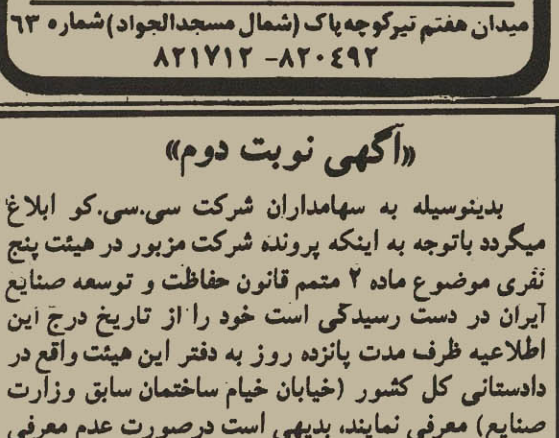 میدان هفتم تیرکوچه پاک (شمال مسجدالجواد) شماره ۶۳
۸۲۱۷۱۲ -۸۲۰۴۹۲
«آگهی نوبت دوم»
بدینوسیله به سهامداران شرکت سی.سی.کو ابلاغ
میگردد باتوجه به اینکه پرونده شرکت مزبور در هیئت پنج
نفری موضوع ماده ۲ متمم قانون حفاظت و توسعه صنایع
ایران در دست رسیدگی است خود را از تاریخ درج این
اطلاعیه ظرف مدت پانزده روز به دفتر این هیئت واقع در
دادستانی کل کشور (خیابان خیام ساختمان سابق وزارت
صنایع) معرفی نمایند، بدیهی است درصورت عدم معرفی